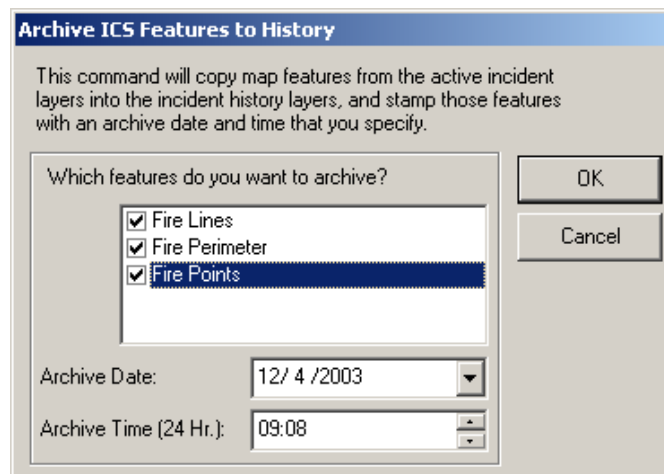 Archive ICS Features to History
This command will copy map features from the active incident
layers into the incident history layers, and stamp those features
with an archive date and time that you specify.
Which features do you want to archive?
OK
Fire Lines
Cancel
Fire Perimeter
Fire Points
Archive Date: 12/ 4 /2003
Archive Time (24 Hr.): 09:08